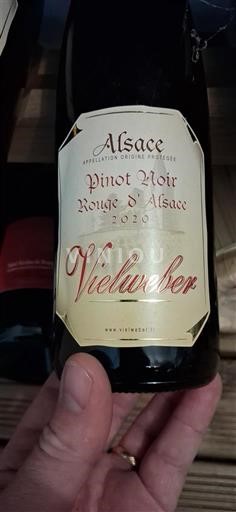 Alsace
APPELLATION ORIGINE PROTÉGÉE
Pinot Noir
Rouge d'Alsace
2020
Vielweber
www.vielweber.fr